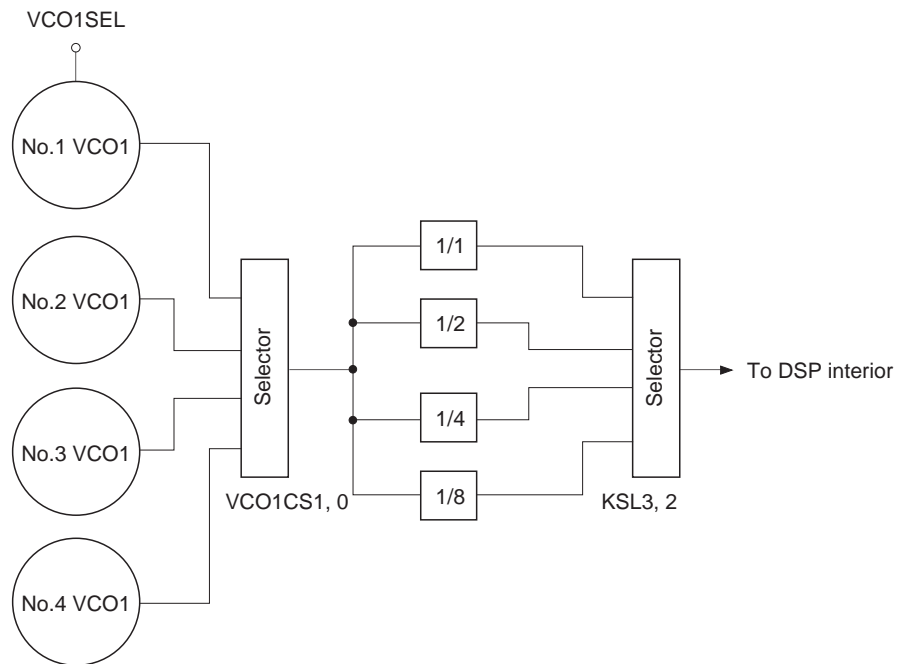 VCO1SEL
No.1 VCO1
No.2 VCO1
No.3 VCO1
No.4 VCO1
Selector
VCO1CS1, 0
1/1
1/2
1/4
1/8
Selector
KSL3, 2
To DSP interior